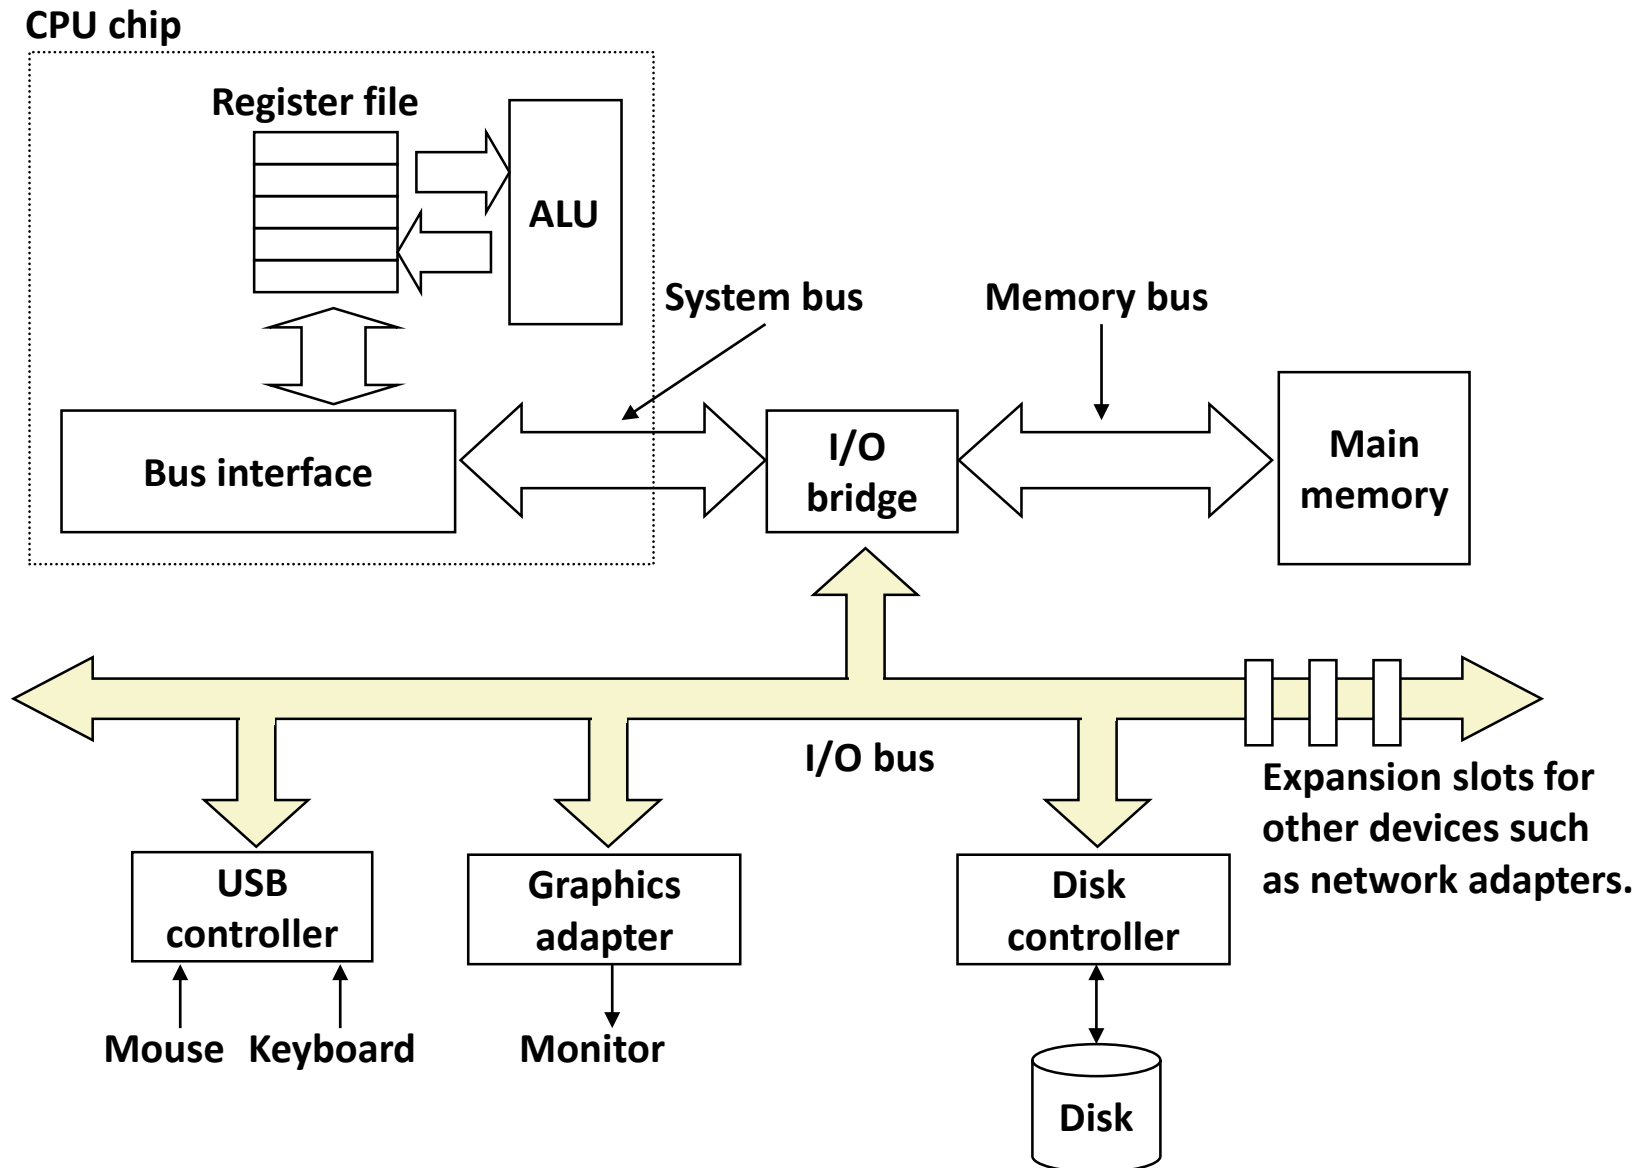 CPU chip
Register file
ALU
System bus
Memory bus
Bus interface
I/O
bridge
Main
memory
I/O bus
Expansion slots for
other devices such
as network adapters.
USB
controller
Graphics
adapter
Disk
controller
Mouse
Keyboard
Monitor
Disk